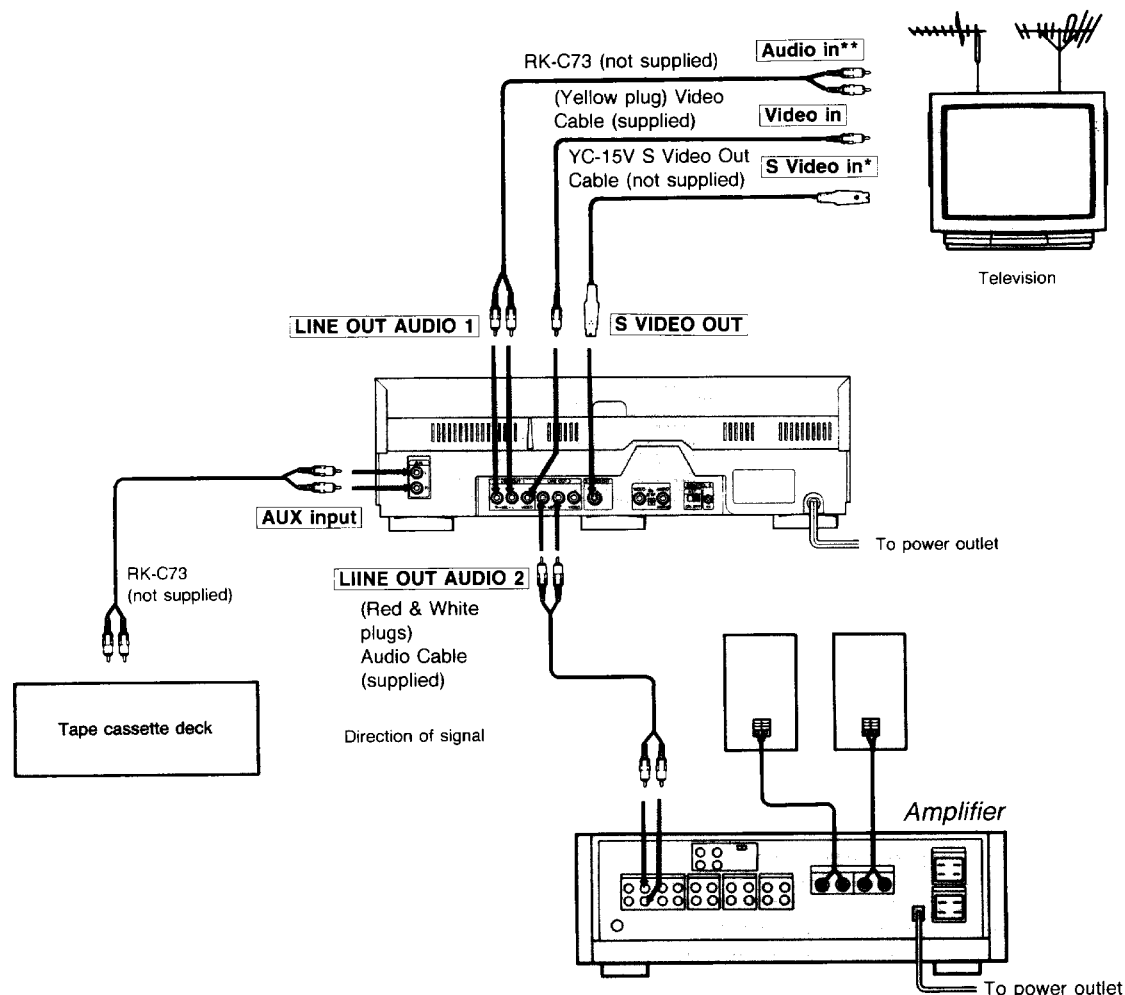 RK-C73 (not supplied)
Audio in**
(Yellow plug) Video
Cable (supplied)
Video in
YC-15V S Video Out
Cable (not supplied)
S Video in*
Television
LINE OUT AUDIO 1
S VIDEO OUT
AUX input
To power outlet
RK-C73
(not supplied)
LIINE OUT AUDIO 2
(Red & White
plugs)
Audio Cable
(supplied)
Tape cassette deck
Direction of signal
Amplifier
To power outlet